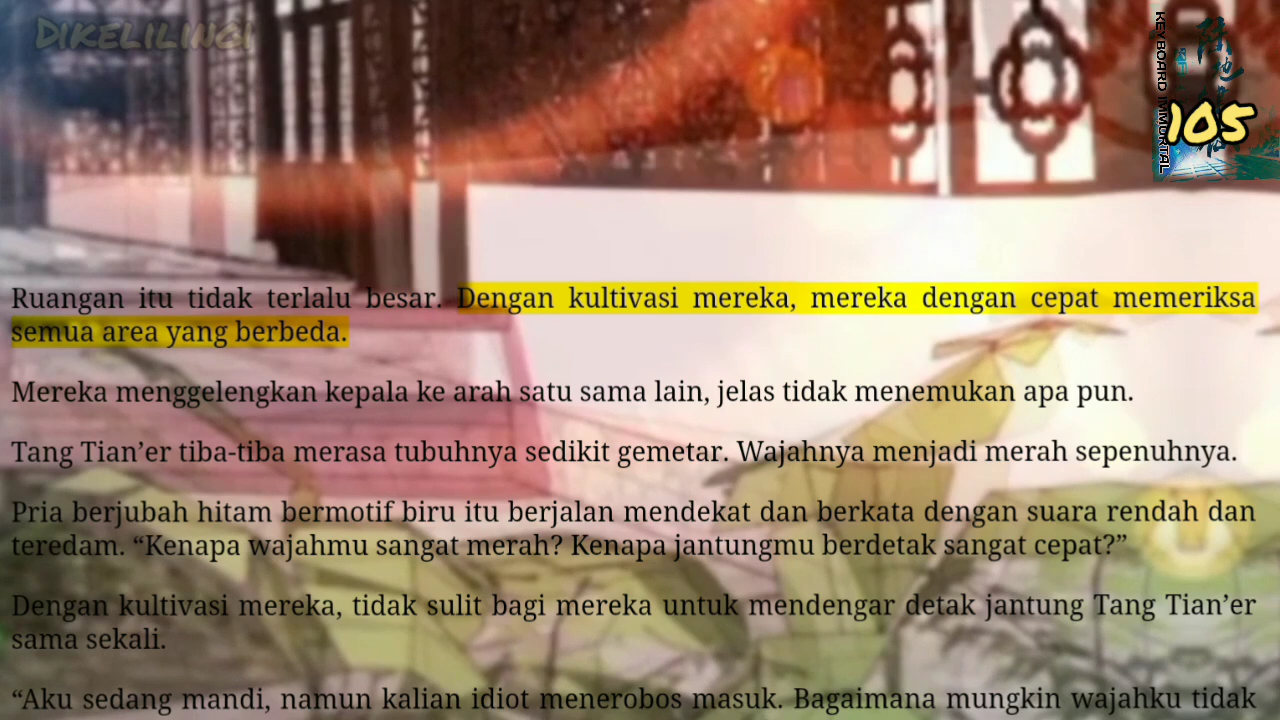 DIKELILINGI
KEYBOARD IMMORTAL
105
Ruangan itu tidak terlalu besar. Dengan kultivasi mereka, mereka dengan cepat memeriksa
semua area yang berbeda.
Mereka menggelengkan kepala ke arah satu sama lain, jelas tidak menemukan apa pun.
Tang Tian’er tiba-tiba merasa tubuhnya sedikit gemetar. Wajahnya menjadi merah sepenuhnya.
Pria berjubah hitam bermotif biru itu berjalan mendekat dan berkata dengan suara rendah dan
teredam. “Kenapa wajahmu sangat merah? Kenapa jantungmu berdetak sangat cepat?”
Dengan kultivasi mereka, tidak sulit bagi mereka untuk mendengar detak jantung Tang Tian’er
sama sekali.
“Aku sedang mandi, namun kalian idiot menerobos masuk. Bagaimana mungkin wajahku tidak